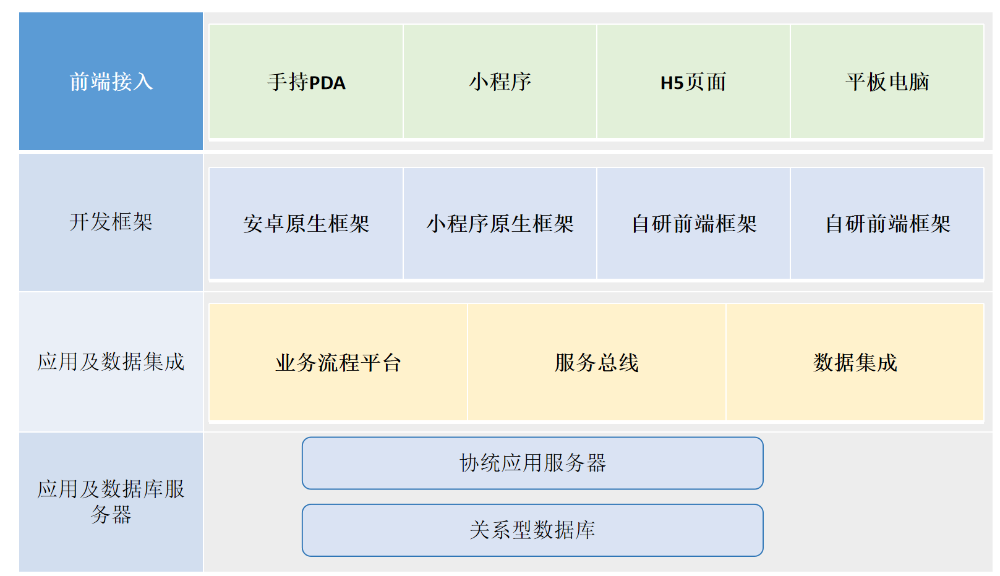 前端接入
手持PDA
小程序
H5页面
平板电脑
开发框架
安卓原生框架
小程序原生框架
自研前端框架
自研前端框架
应用及数据集成
业务流程平台
服务总线
数据集成
应用及数据库服
务器
协统应用服务器
关系型数据库